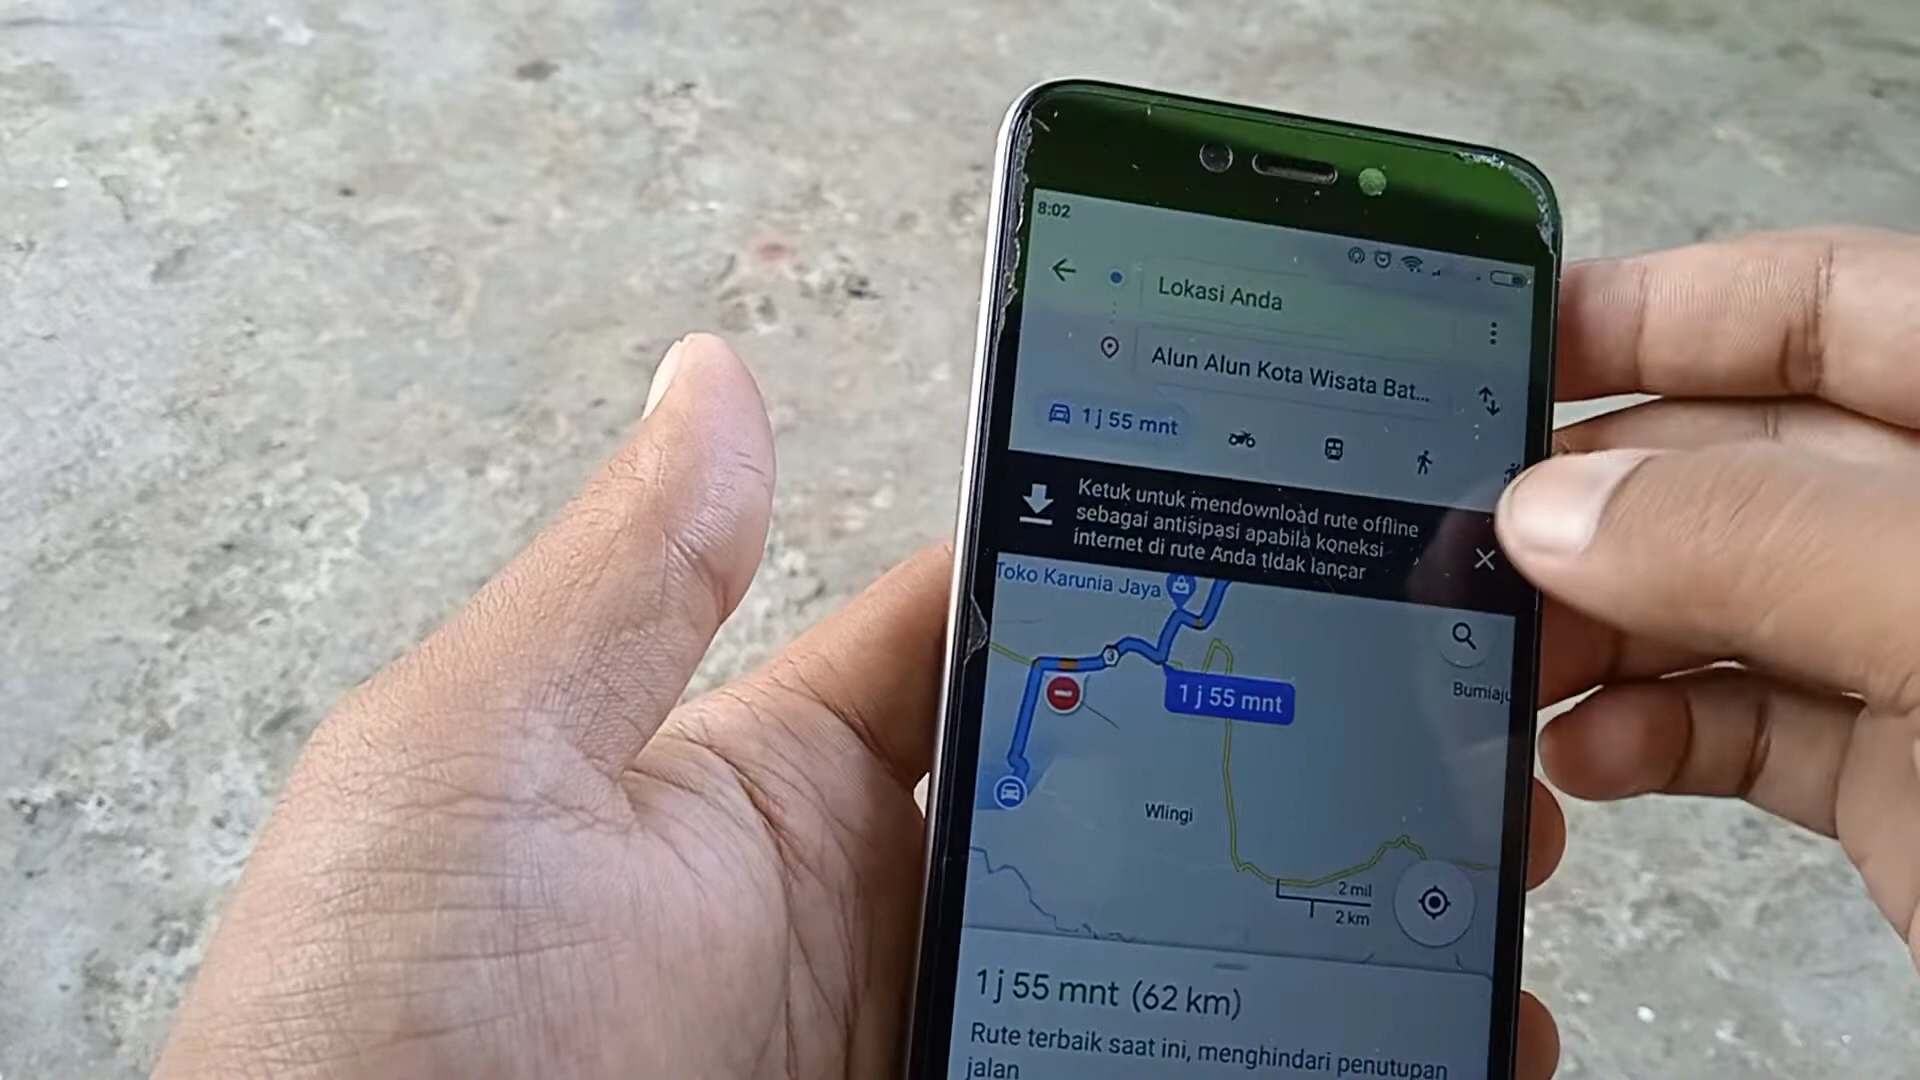 8:02
Lokasi Anda
Alun Alun Kota Wisata Bat...
1 j 55 mnt
Ketuk untuk mendownload rute offline
sebagai antisipasi apabila koneksi
internet di rute Anda tidak lancar
Toko Karunia Jaya
3
1 j 55 mnt
Bumiaju
Wlingi
2 mil
2 km
1 j 55 mnt (62 km)
Rute terbaik saat ini, menghindari penutupan
jalan